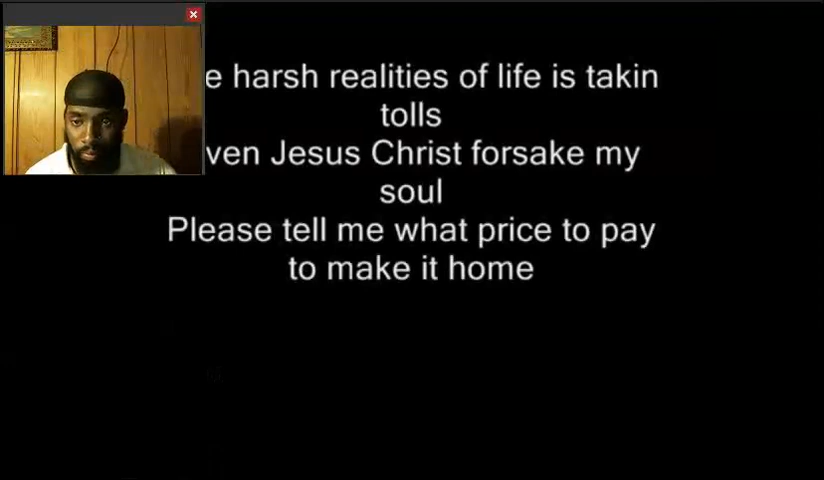 e harsh realities of life is takin
tolls
ven Jesus Christ forsake my
soul
Please tell me what price to pay
to make it home